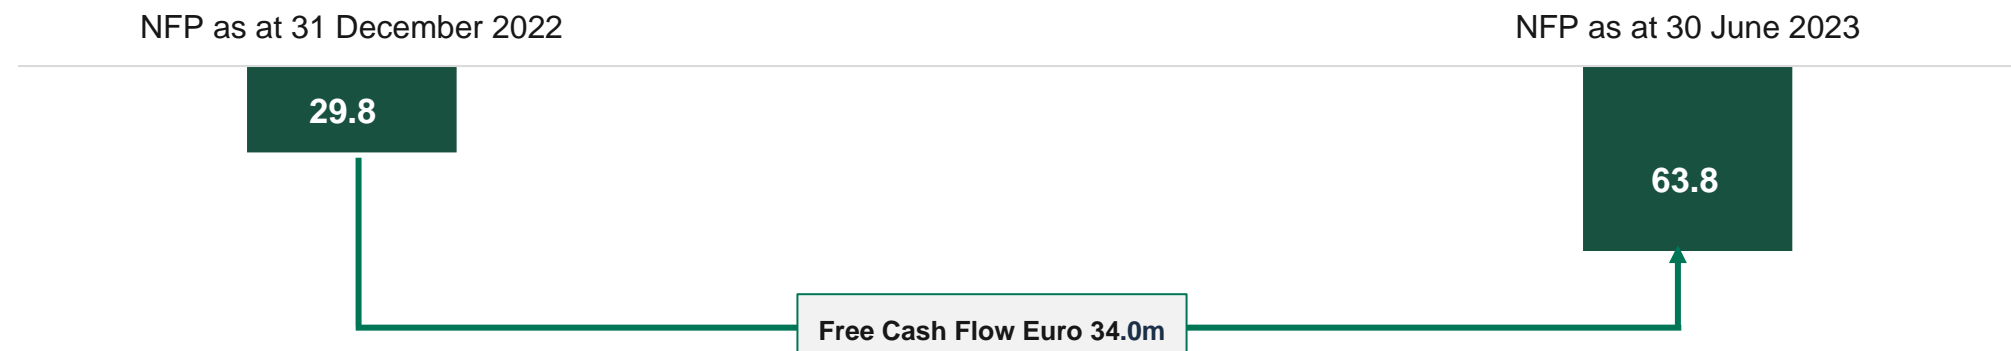 NFP as at 31 December 2022
NFP as at 30 June 2023
29.8
63.8
Free Cash Flow Euro 34.0m